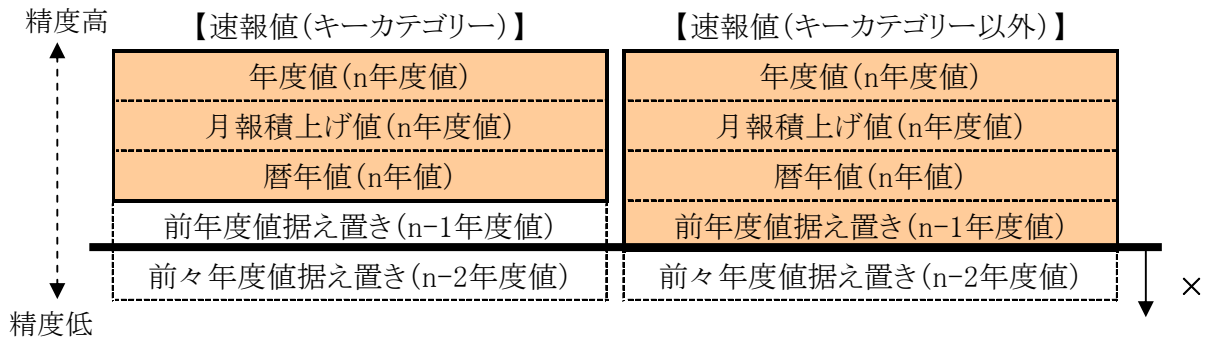 精度高
【速報値(キーカテゴリー)】
年度値(n年度値)
月報積上げ値(n年度値)
暦年値(n年値)
前年度値据え置き(n-1年度値)
前々年度値据え置き(n-2年度値)
精度低
【速報値(キーカテゴリー以外)】
年度値(n年度値)
月報積上げ値(n年度値)
暦年値(n年値)
前年度値据え置き(n-1年度値)
前々年度値据え置き(n-2年度値)
×